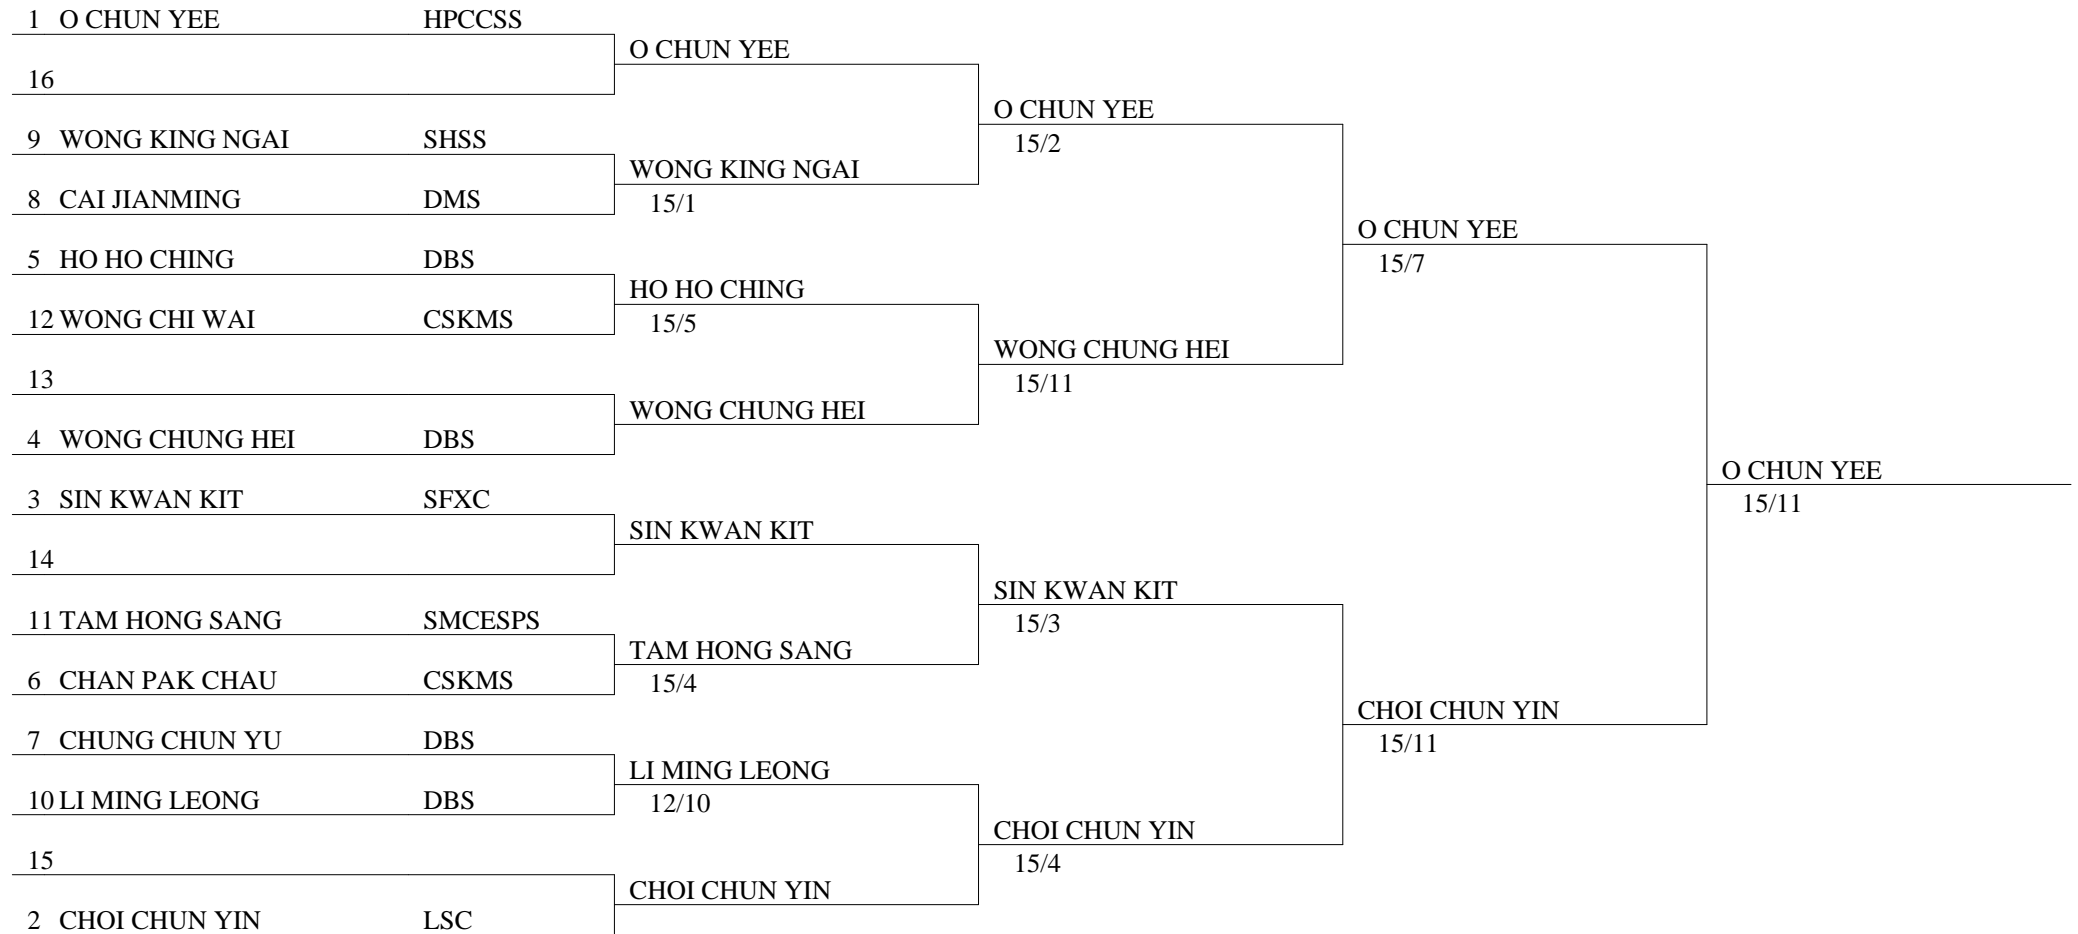 1 O CHUN YEE HPCCSS
O CHUN YEE
16
O CHUN YEE
15/2
9 WONG KING NGAI SHSS
WONG KING NGAI
15/1
8 CAI JIANMING DMS
O CHUN YEE
15/7
5 HO HO CHING DBS
HO HO CHING
15/5
12 WONG CHI WAI CSKMS
WONG CHUNG HEI
15/11
13
WONG CHUNG HEI
4 WONG CHUNG HEI DBS
O CHUN YEE
15/11
3 SIN KWAN KIT SFXC
SIN KWAN KIT
14
SIN KWAN KIT
15/3
11 TAM HONG SANG SMCESPS
TAM HONG SANG
15/4
6 CHAN PAK CHAU CSKMS
CHOI CHUN YIN
15/11
7 CHUNG CHUN YU DBS
LI MING LEONG
12/10
10 LI MING LEONG DBS
CHOI CHUN YIN
15/4
15
CHOI CHUN YIN
2 CHOI CHUN YIN LSC